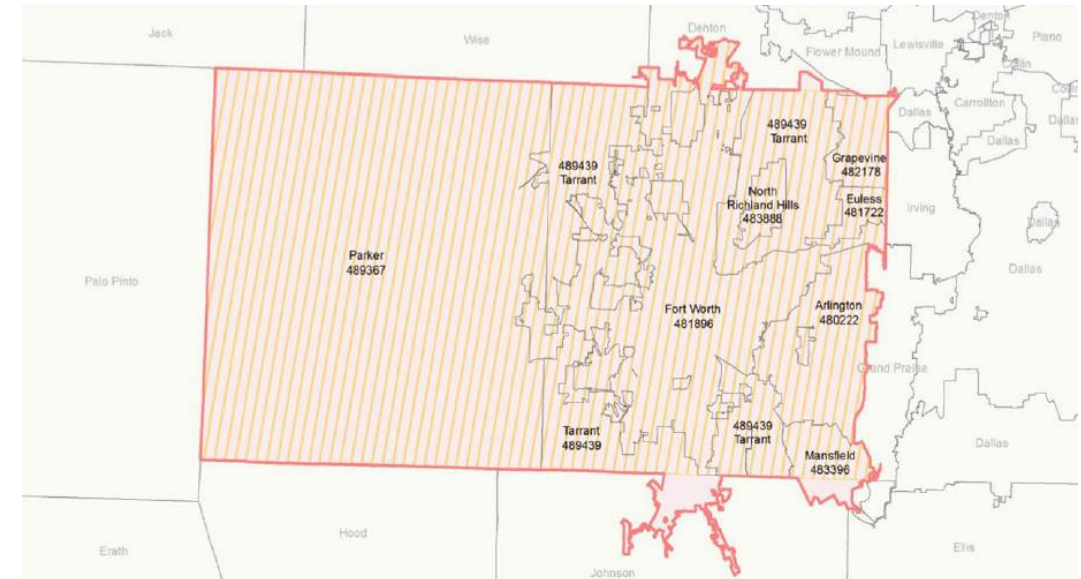 Jack
Wise
Denton
Denton
Plano
Flower Mound
Lewisville
Collin
Dallas
Carrollton
Dallas
Dallas
489439
Tarrant
Grapevine
482178
489439
Tarrant
North
Richland Hills
483888
Euless
481722
Irving
Dallas
Parker
489367
Palo Pinto
Dallas
Fort Worth
481896
Arlington
480222
Grand Prairie
Tarrant
489439
489439
Tarrant
Mansfield
483396
Dallas
Hood
Erath
Johnson
Ellis